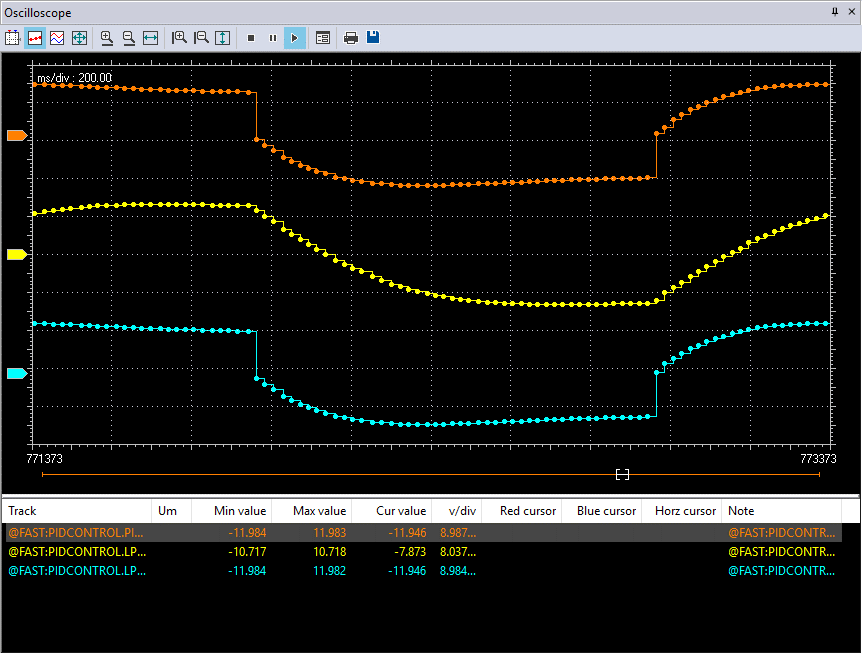 Oscilloscope
ms/div : 200.00
771373 773373
Track Um Min value Max value Cur value v/div Red cursor Blue cursor Horz cursor Note
@FAST:PIDCONTROL.PI... -11.984 11.983 -11.946 8.987... @FAST:PIDCONTR...
@FAST:PIDCONTROL.LP... -10.717 10.718 -7.873 8.037... @FAST:PIDCONTR...
@FAST:PIDCONTROL.LP... -11.984 11.982 -11.946 8.984... @FAST:PIDCONTR...